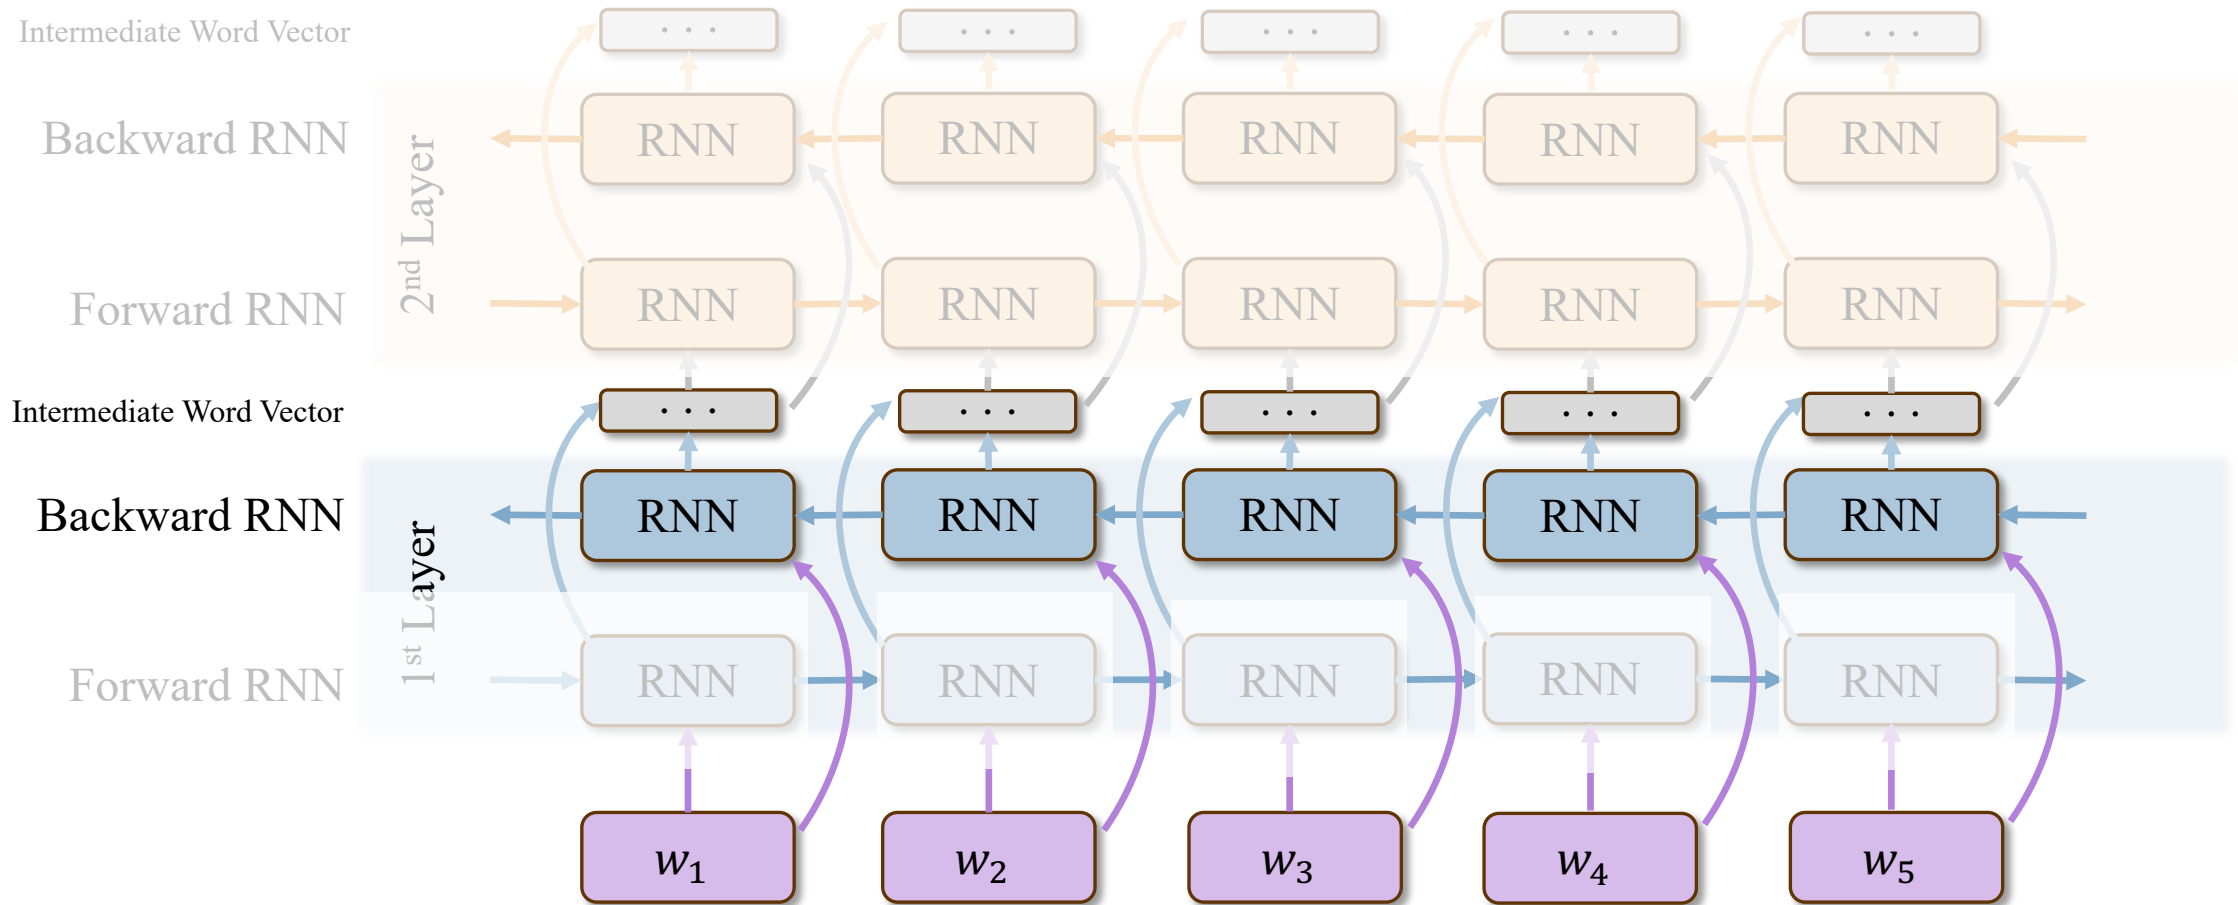 Intermediate Word Vector . . . . . . . . . . . . . . .
Backward RNN RNN RNN RNN RNN RNN
2nd Layer
Forward RNN RNN RNN RNN RNN RNN
Intermediate Word Vector . . . . . . . . . . . . . . .
Backward RNN RNN RNN RNN RNN RNN
1st Layer
Forward RNN RNN RNN RNN RNN RNN
w1 w2 w3 w4 w5